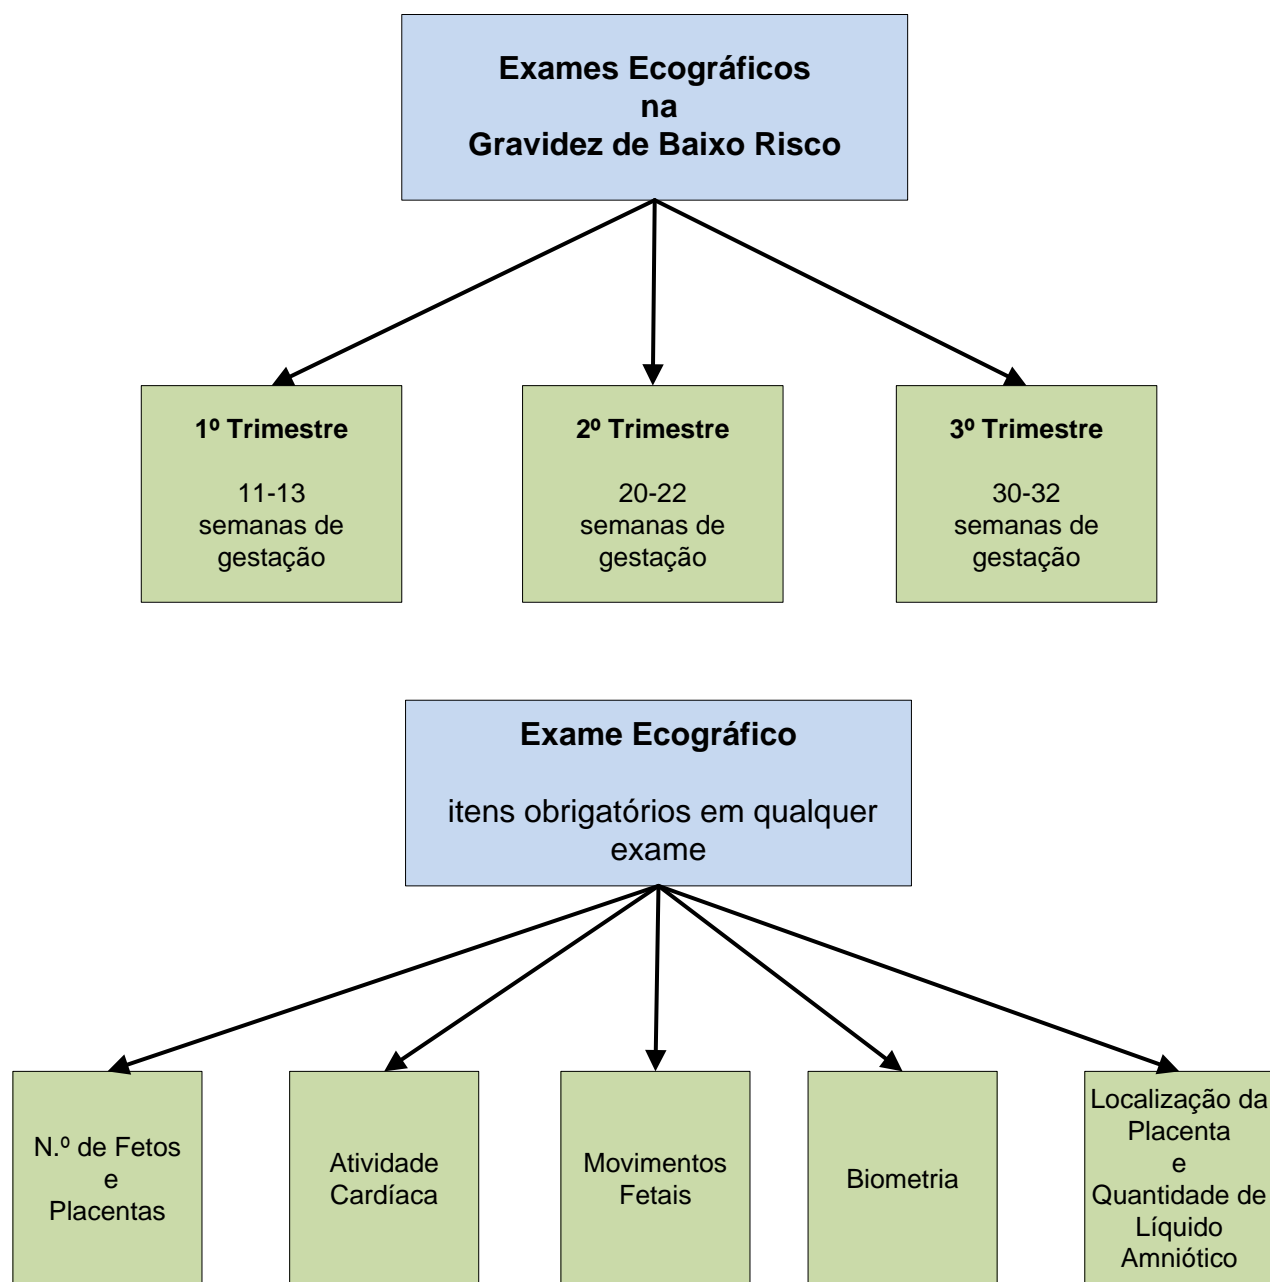 Exames Ecográficos
na
Gravidez de Baixo Risco
1º Trimestre
11-13
semanas de
gestação
2º Trimestre
20-22
semanas de
gestação
3º Trimestre
30-32
semanas de
gestação
Exame Ecográfico
itens obrigatórios em qualquer
exame
N.º de Fetos
e
Placentas
Atividade
Cardíaca
Movimentos
Fetais
Biometria
Localização da
Placenta
e
Quantidade de
Líquido
Amniótico